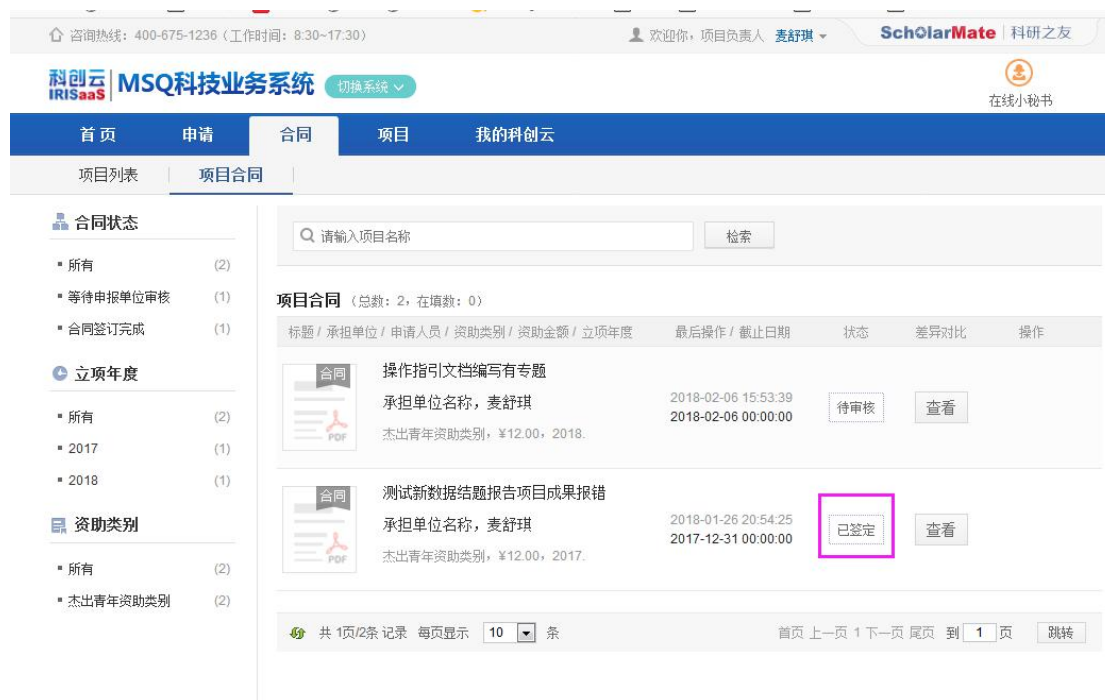 咨询热线: 400-675-1236 (工作时间: 8:30~17:30)
欢迎你, 项目负责人 麦舒琪
SchOlarMate 科研之友
科创云 IRISaaS MSQ科技业务系统 切换系统
在线小秘书
首页 申请 合同 项目 我的科创云
项目列表 项目合同
合同状态
所有 (2)
等待申报单位审核 (1)
合同签订完成 (1)
立项年度
所有 (2)
2017 (1)
2018 (1)
资助类别
所有 (2)
杰出青年资助类别 (2)
请输入项目名称 检索
项目合同 (总数: 2, 在填数: 0)
标题 / 承担单位 / 申请人员 / 资助类别 / 资助金额 / 立项年度 最后操作 / 截止日期 状态 差异对比 操作
合同
PDF
操作指引文档编写有专题
承担单位名称, 麦舒琪
杰出青年资助类别, ¥12.00, 2018.
2018-02-06 15:53:39
2018-02-06 00:00:00
待审核 查看
合同
PDF
测试新数据结题报告项目成果报错
承担单位名称, 麦舒琪
杰出青年资助类别, ¥12.00, 2017.
2018-01-26 20:54:25
2017-12-31 00:00:00
已签定 查看
共 1页/2条 记录 每页显示 10 条
首页 上一页 1 下一页 尾页 到 1 页 跳转